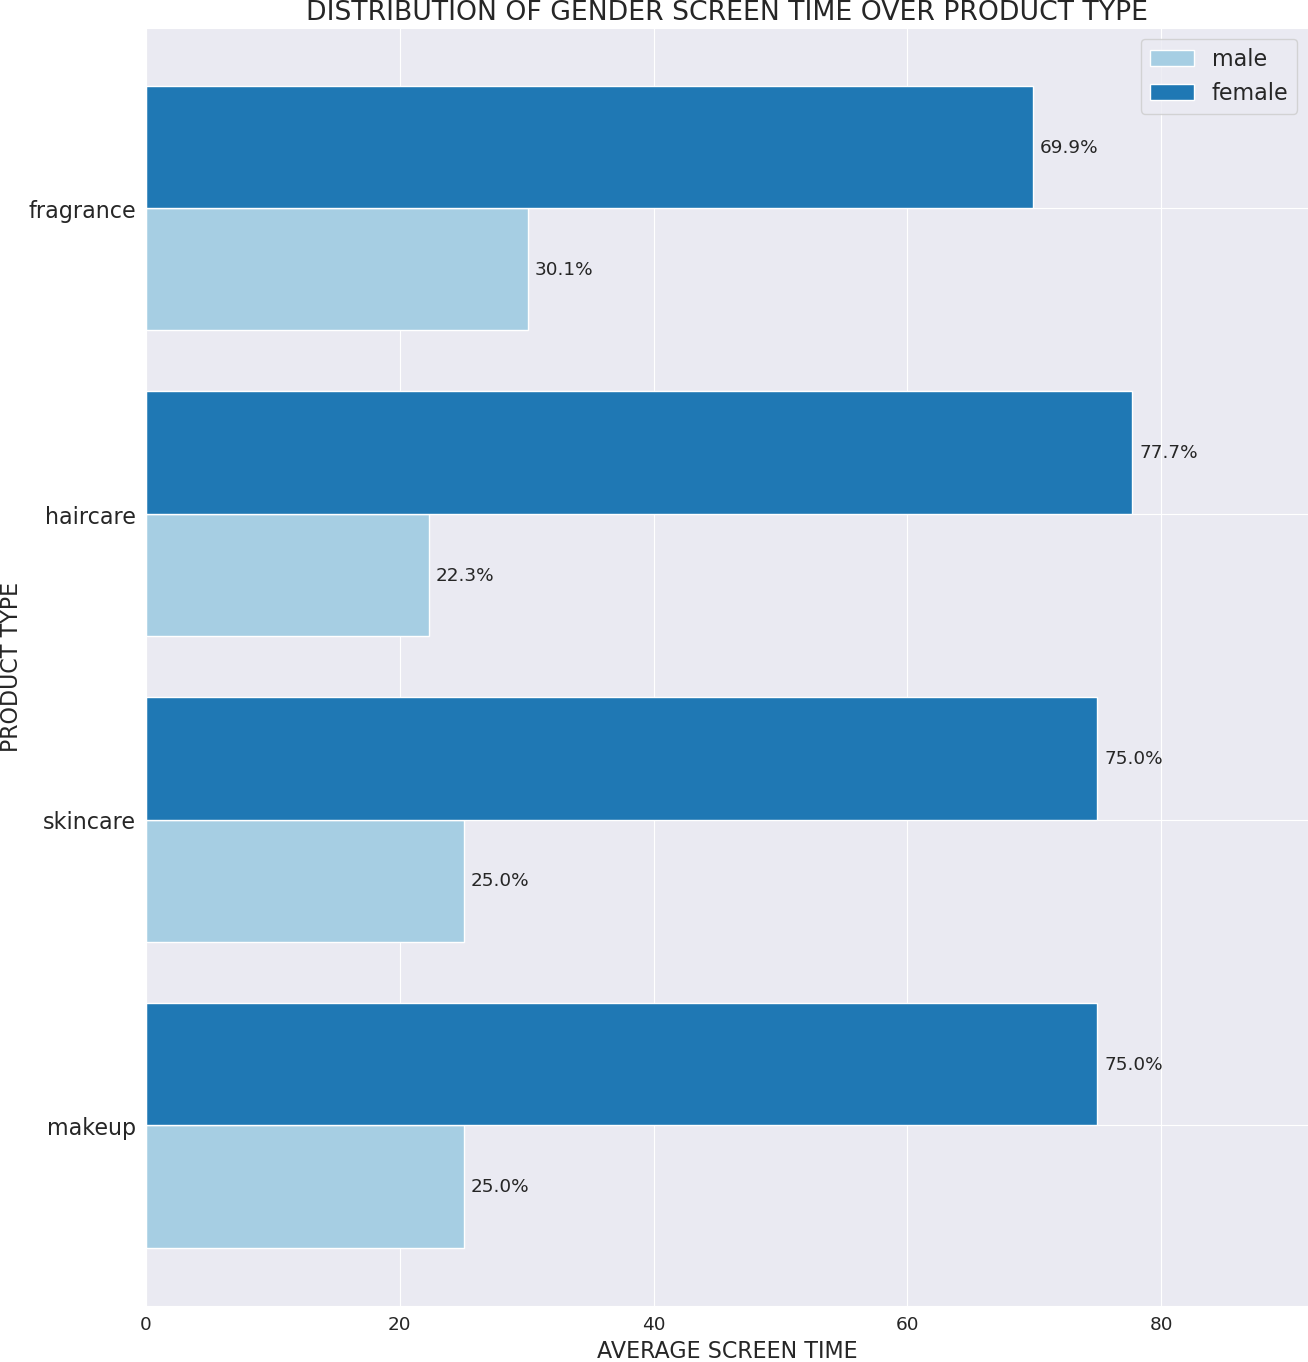 DISTRIBUTION OF GENDER SCREEN TIME OVER PRODUCT TYPE
male
female
69.9%
fragrance
30.1%
77.7%
haircare
22.3%
PRODUCT TYPE
75.0%
skincare
25.0%
75.0%
makeup
25.0%
0 20 40 60 80
AVERAGE SCREEN TIME